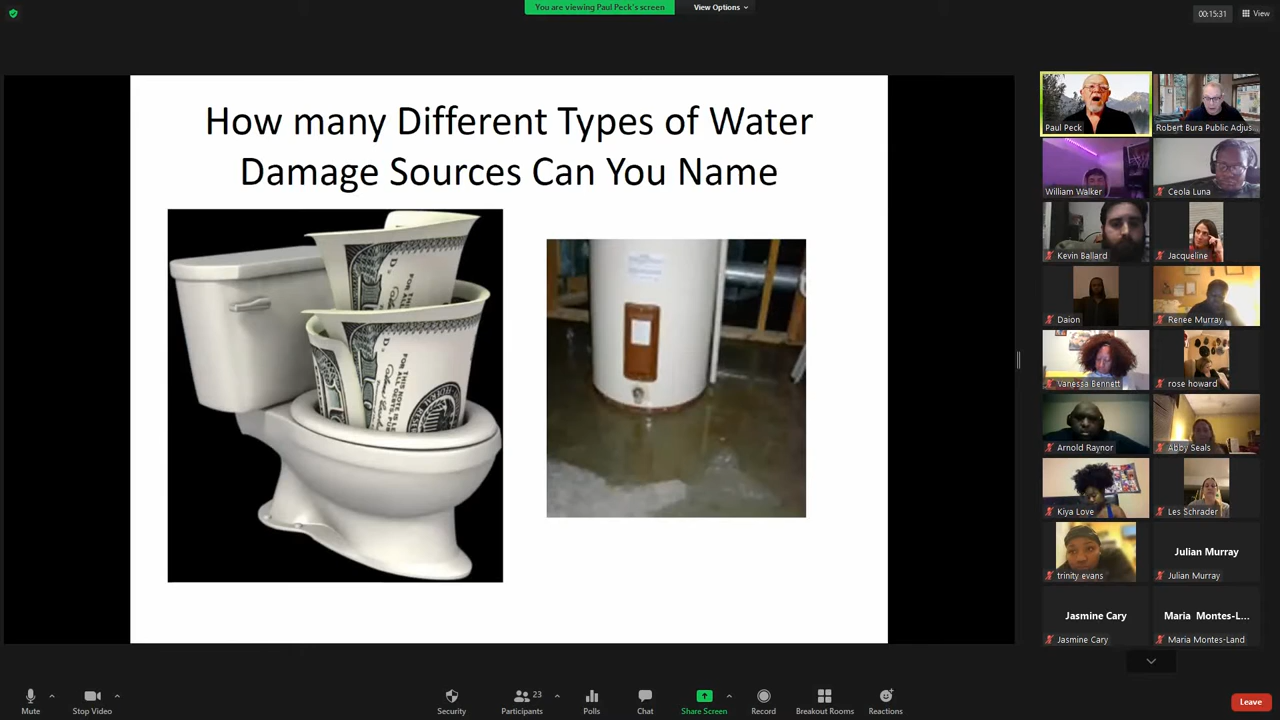 You are viewing Paul Peck's screen
View Options
00:15:31
View
How many Different Types of Water
Damage Sources Can You Name
Paul Peck
Robert Bura Public Adjus
William Walker
Ceola Luna
Kevin Ballard
Jacqueline
Daion
Renee Murray
Vanessa Bennett
rose howard
Arnold Raynor
Abby Seals
Kiya Love
Les Schrader
trinity evans
Julian Murray
Julian Murray
Jasmine Cary
Maria Montes-L...
Jasmine Cary
Maria Montes-Land
Mute
Stop Video
Security
23
Participants
Polls
Chat
Share Screen
Record
Breakout Rooms
Reactions
Leave